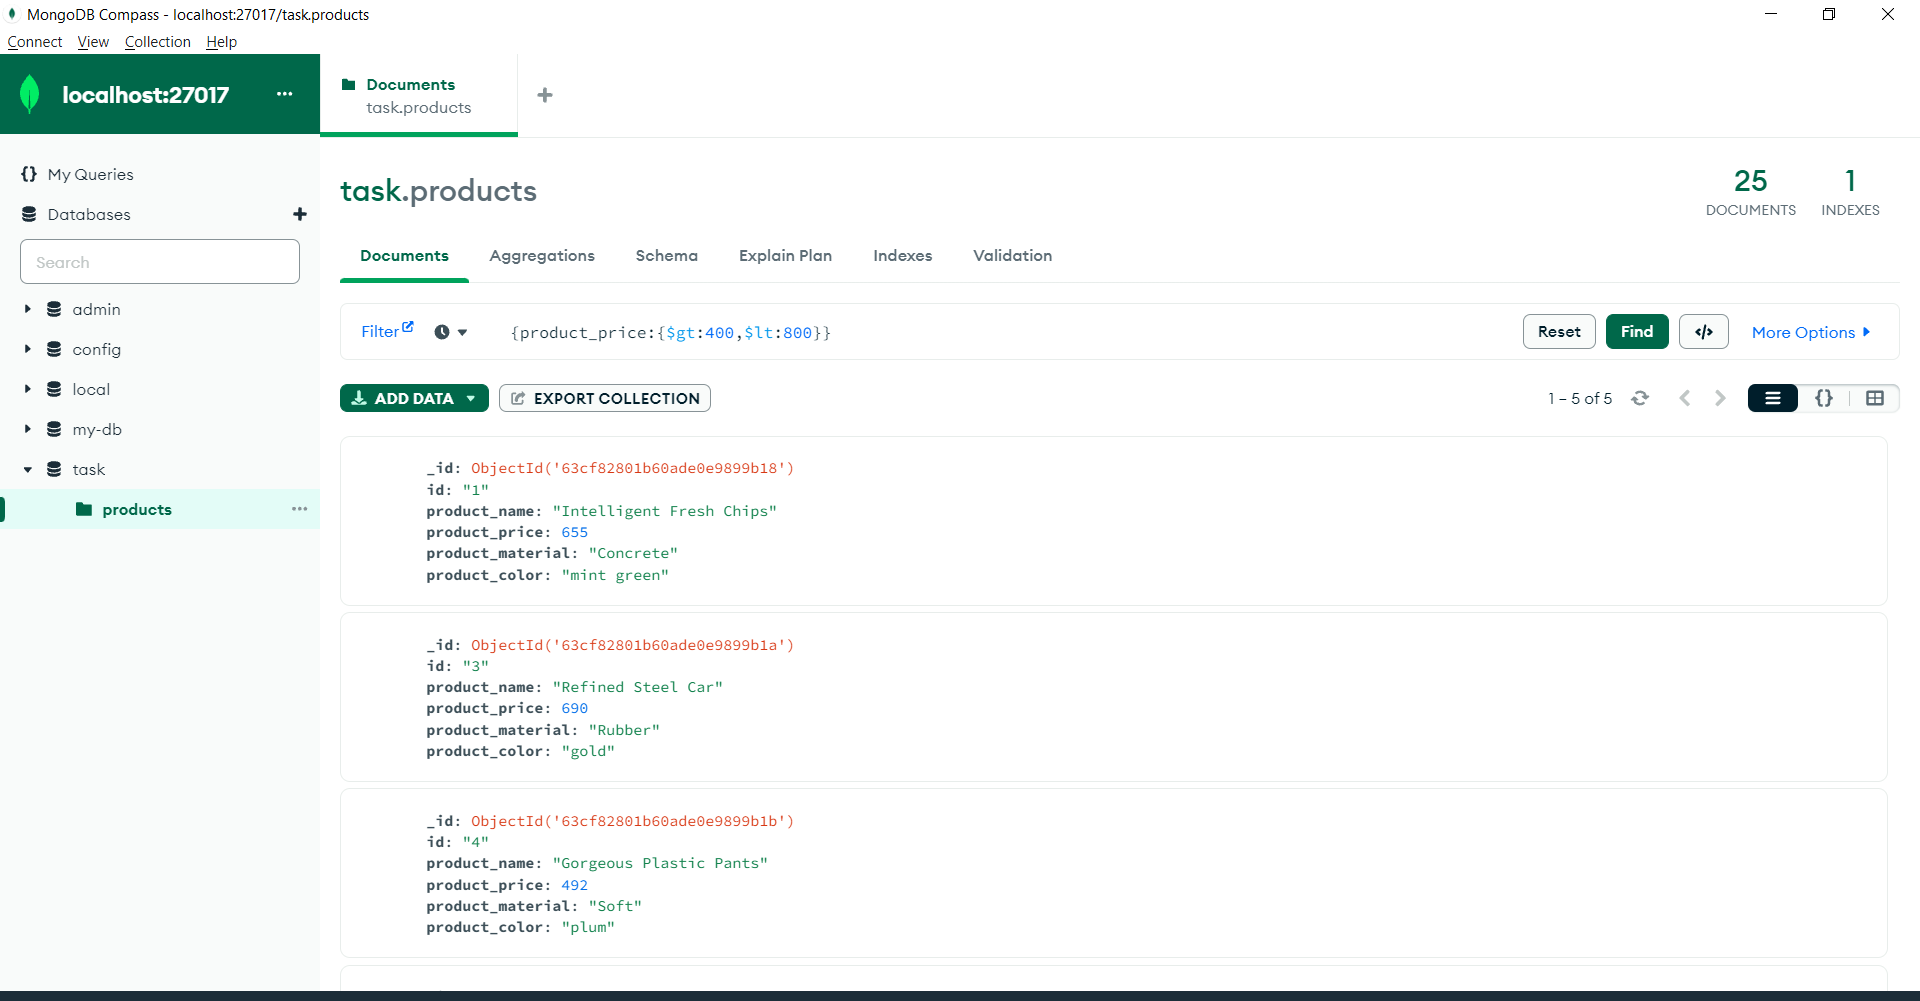 MongoDB Compass - localhost:27017/task.products
Connect View Collection Help
localhost:27017
Documents
task.products
My Queries
Databases
Search
admin
config
local
my-db
task
products
task.products
25
DOCUMENTS
1
INDEXES
Documents Aggregations Schema Explain Plan Indexes Validation
Filter {product_price:{$gt:400,$lt:800}} Reset Find </> More Options
ADD DATA EXPORT COLLECTION 1 – 5 of 5 {}
_id: ObjectId('63cf82801b60ade0e9899b18')
id: "1"
product_name: "Intelligent Fresh Chips"
product_price: 655
product_material: "Concrete"
product_color: "mint green"
_id: ObjectId('63cf82801b60ade0e9899b1a')
id: "3"
product_name: "Refined Steel Car"
product_price: 690
product_material: "Rubber"
product_color: "gold"
_id: ObjectId('63cf82801b60ade0e9899b1b')
id: "4"
product_name: "Gorgeous Plastic Pants"
product_price: 492
product_material: "Soft"
product_color: "plum"